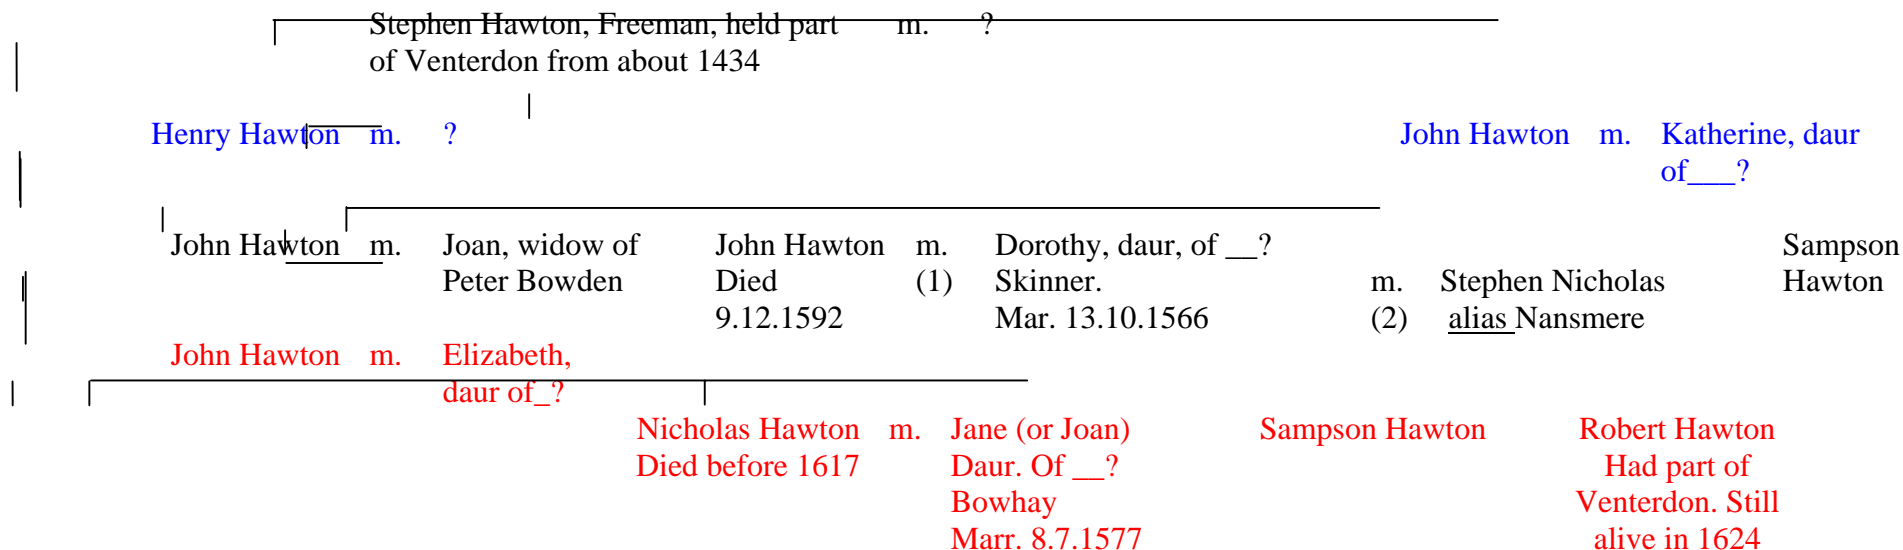 Stephen Hawton, Freeman, held part m. ?
of Venterdon from about 1434
Henry Hawton m. ? John Hawton m. Katherine, daur
of___?
John Hawton m. Joan, widow of John Hawton m. Dorothy, daur, of __? Sampson
Peter Bowden Died (1) Skinner. m. Stephen Nicholas Hawton
9.12.1592 Mar. 13.10.1566 (2) alias Nansmere
John Hawton m. Elizabeth,
daur of_?
Nicholas Hawton m. Jane (or Joan) Sampson Hawton Robert Hawton
Died before 1617 Daur. Of __? Had part of
Bowhay Venterdon. Still
Marr. 8.7.1577 alive in 1624